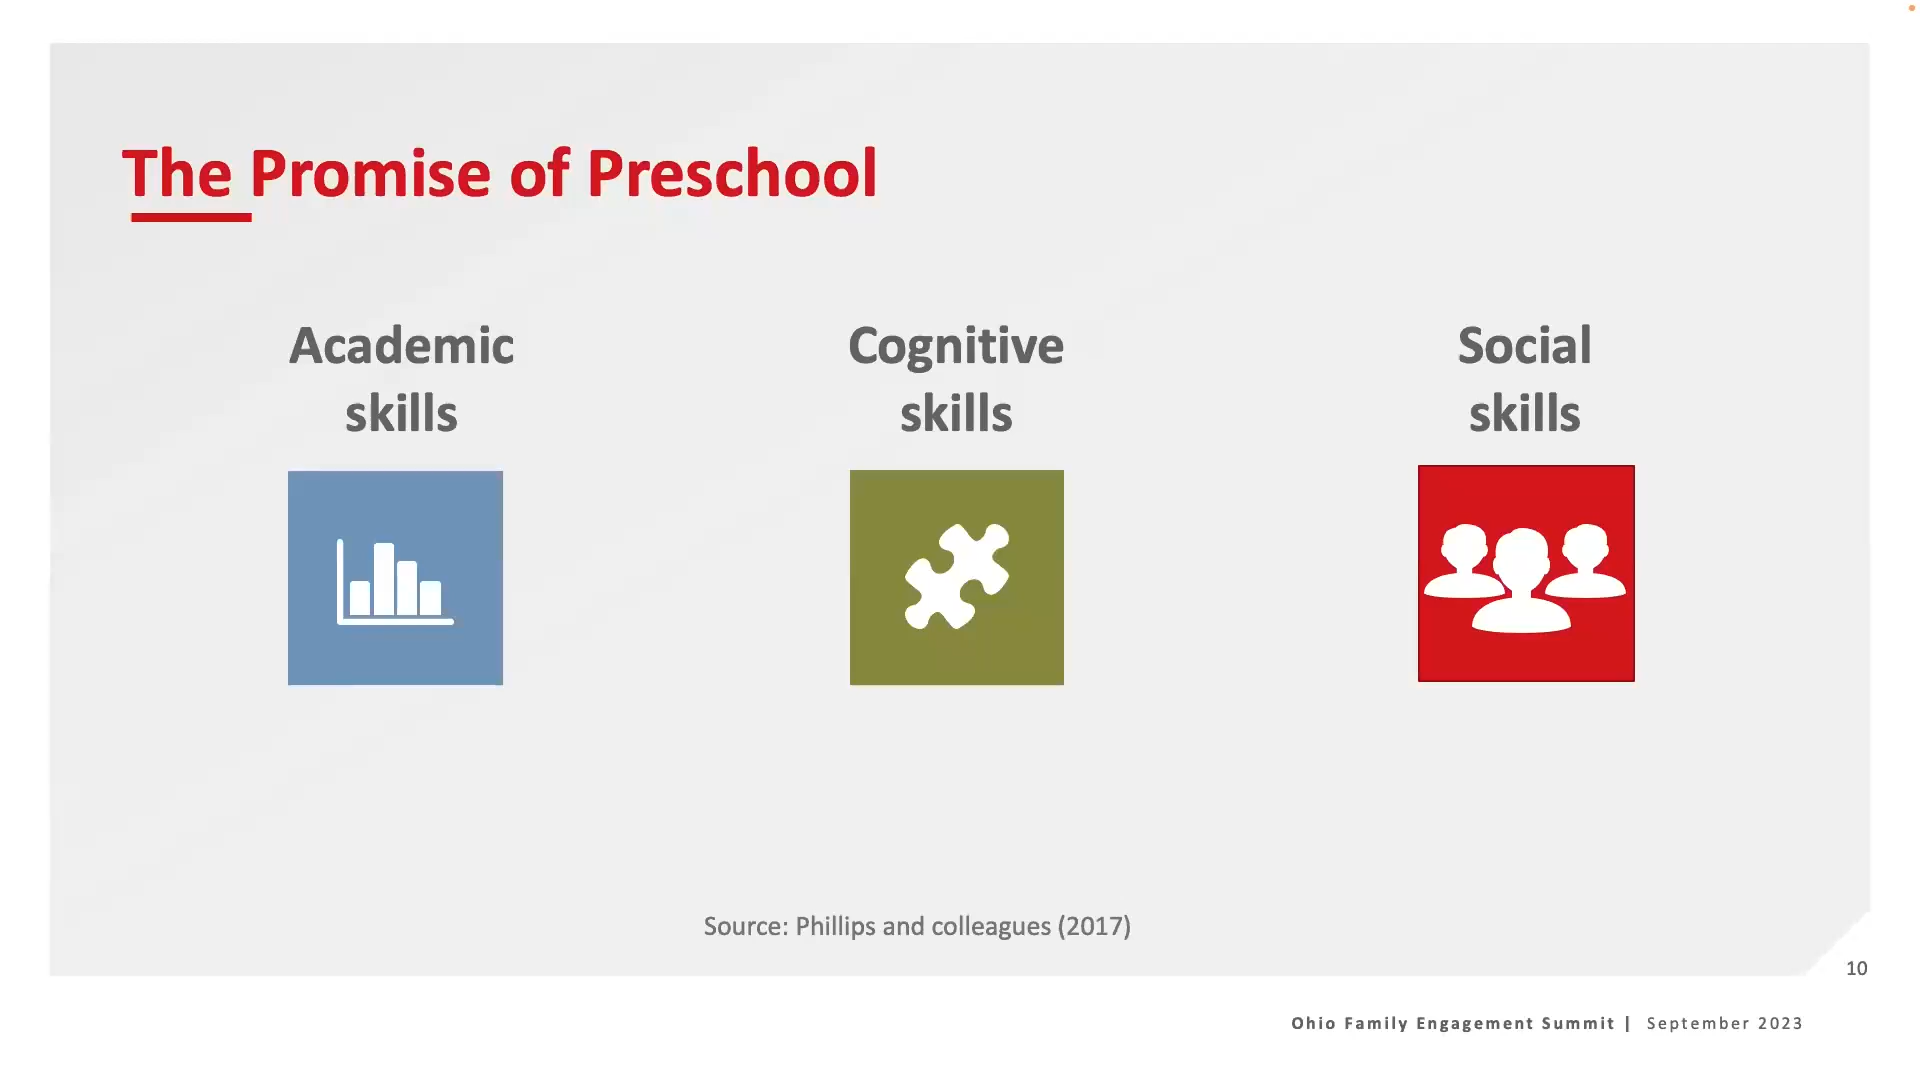 The Promise of Preschool
Academic
skills
Cognitive
skills
Social
skills
Source: Phillips and colleagues (2017)
10
Ohio Family Engagement Summit | September 2023